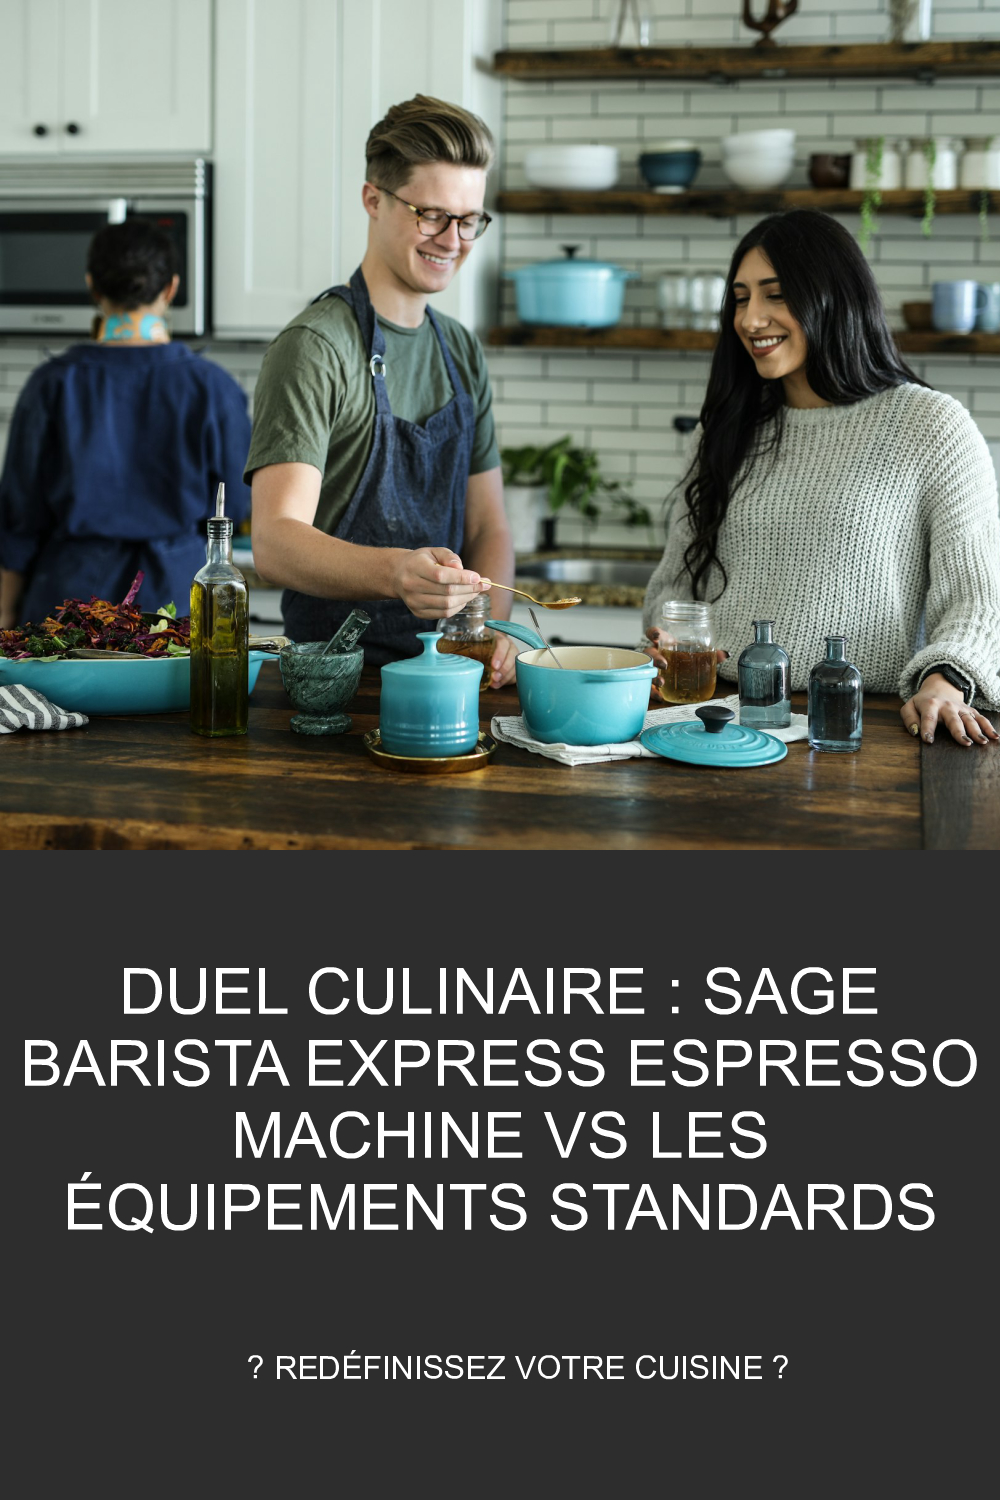 DUEL CULINAIRE : SAGE
BARISTA EXPRESS ESPRESSO
MACHINE VS LES
ÉQUIPEMENTS STANDARDS
? REDÉFINISSEZ VOTRE CUISINE ?